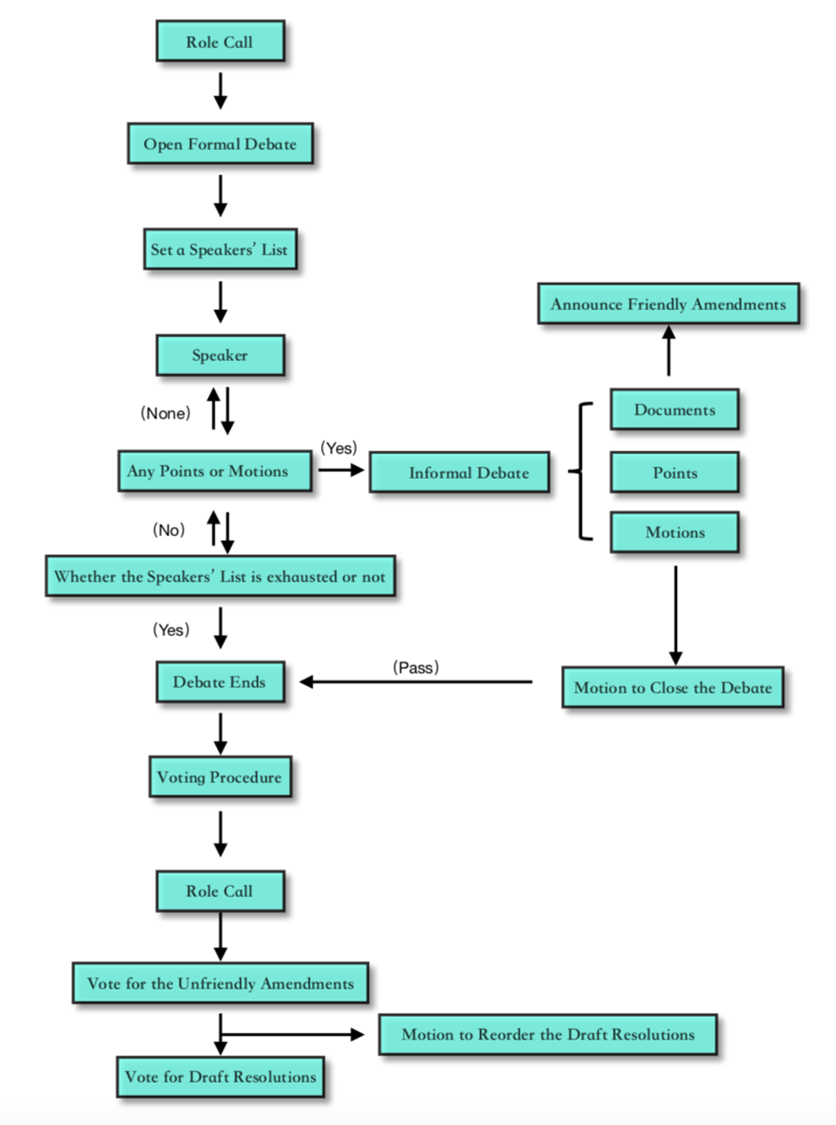 Role Call
Open Formal Debate
Set a Speakers' List
Announce Friendly Amendments
Speaker
Documents
(None)
(Yes)
Any Points or Motions
Informal Debate
Points
(No)
Motions
Whether the Speakers' List is exhausted or not
(Yes)
(Pass)
Debate Ends
Motion to Close the Debate
Voting Procedure
Role Call
Vote for the Unfriendly Amendments
Motion to Reorder the Draft Resolutions
Vote for Draft Resolutions